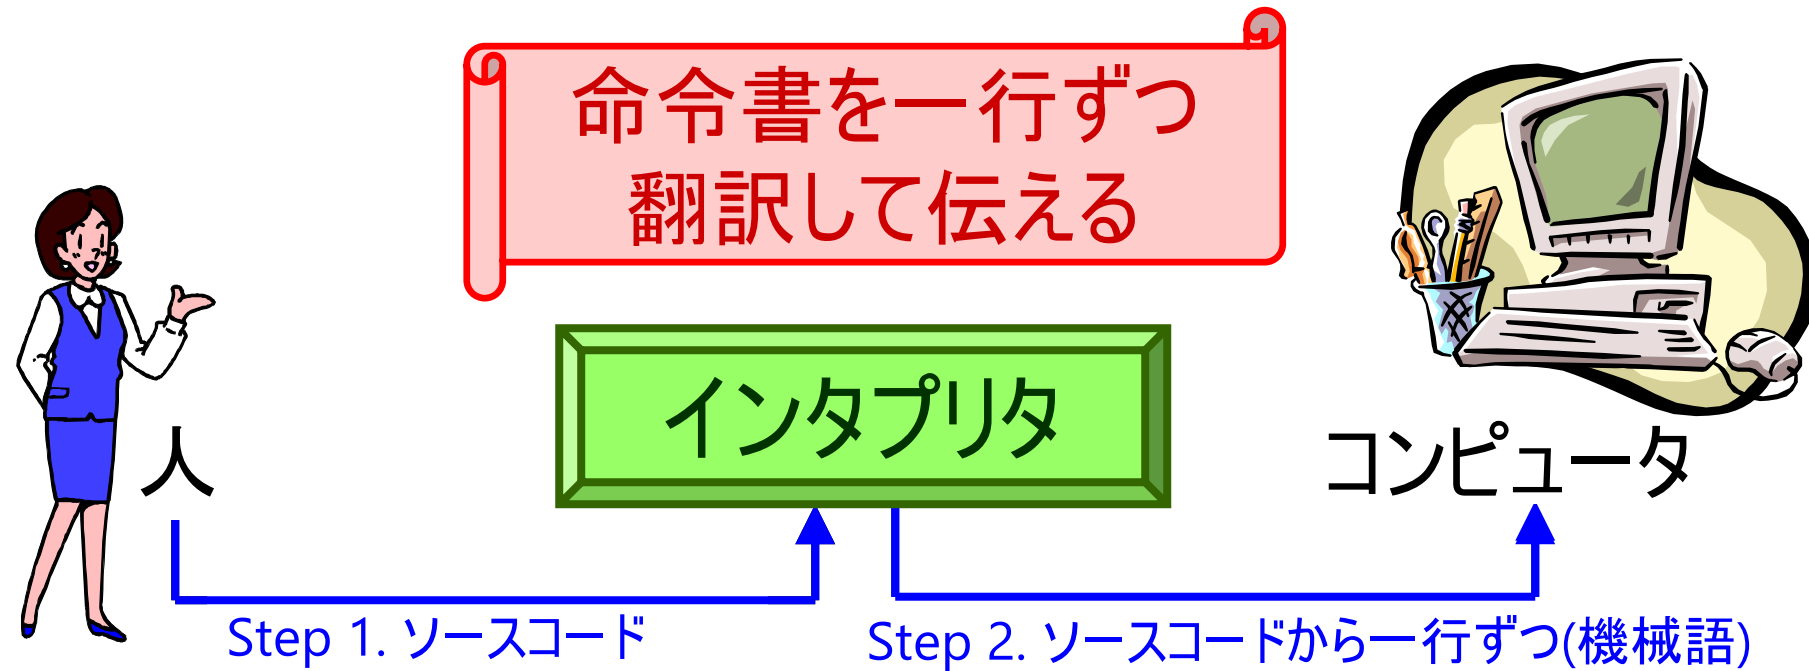 命令書を一行ずつ
翻訳して伝える
インタプリタ
人
コンピュータ
Step 1. ソースコード
Step 2. ソースコードから一行ずつ(機械語)